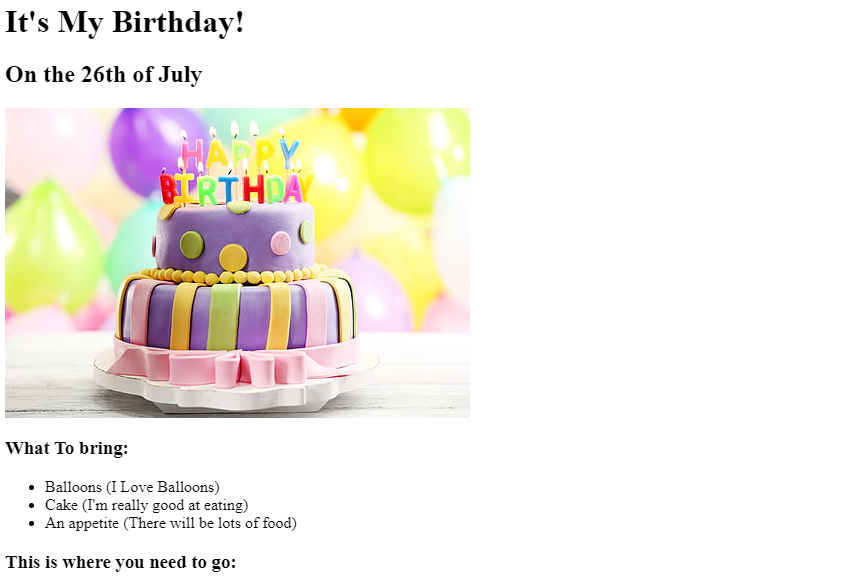 It's My Birthday!
On the 26th of July
HAPPY
BIRTHDAY
What To bring:
Balloons (I Love Balloons)
Cake (I'm really good at eating)
An appetite (There will be lots of food)
This is where you need to go: